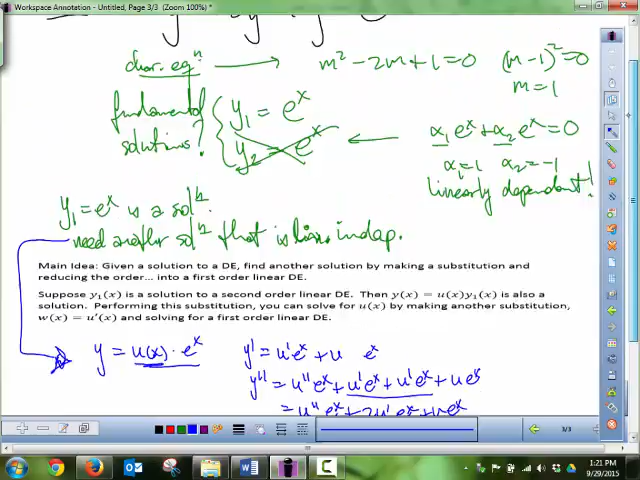 Workspace Annotation - Untitled, Page 3/3 Zoom 200% *
char. eqⁿ → m² - 2m + 1 = 0 (m-1)² = 0
m = 1
fundamental solutions? { y₁ = eˣ
y₂ = eˣ ← α₁eˣ + α₂eˣ = 0
α₁ = 1 α₂ = -1
linearly dependent!
y₁ = eˣ is a solⁿ.
need another solⁿ that is lin. indep.
Main Idea: Given a solution to a DE, find another solution by making a substitution and
reducing the order… into a first order linear DE.
Suppose y₁(x) is a solution to a second order linear DE. Then y(x) = u(x)y₁(x) is also a
solution. Performing this substitution, you can solve for u(x) by making another substitution,
w(x) = u′(x) and solving for a first order linear DE.
y = u(x) · eˣ y' = u'eˣ + u eˣ
y'' = u''eˣ + u'eˣ + u'eˣ + ueˣ
= u''eˣ + 2u'eˣ + ueˣ
3/3
1:21 PM
9/29/2015